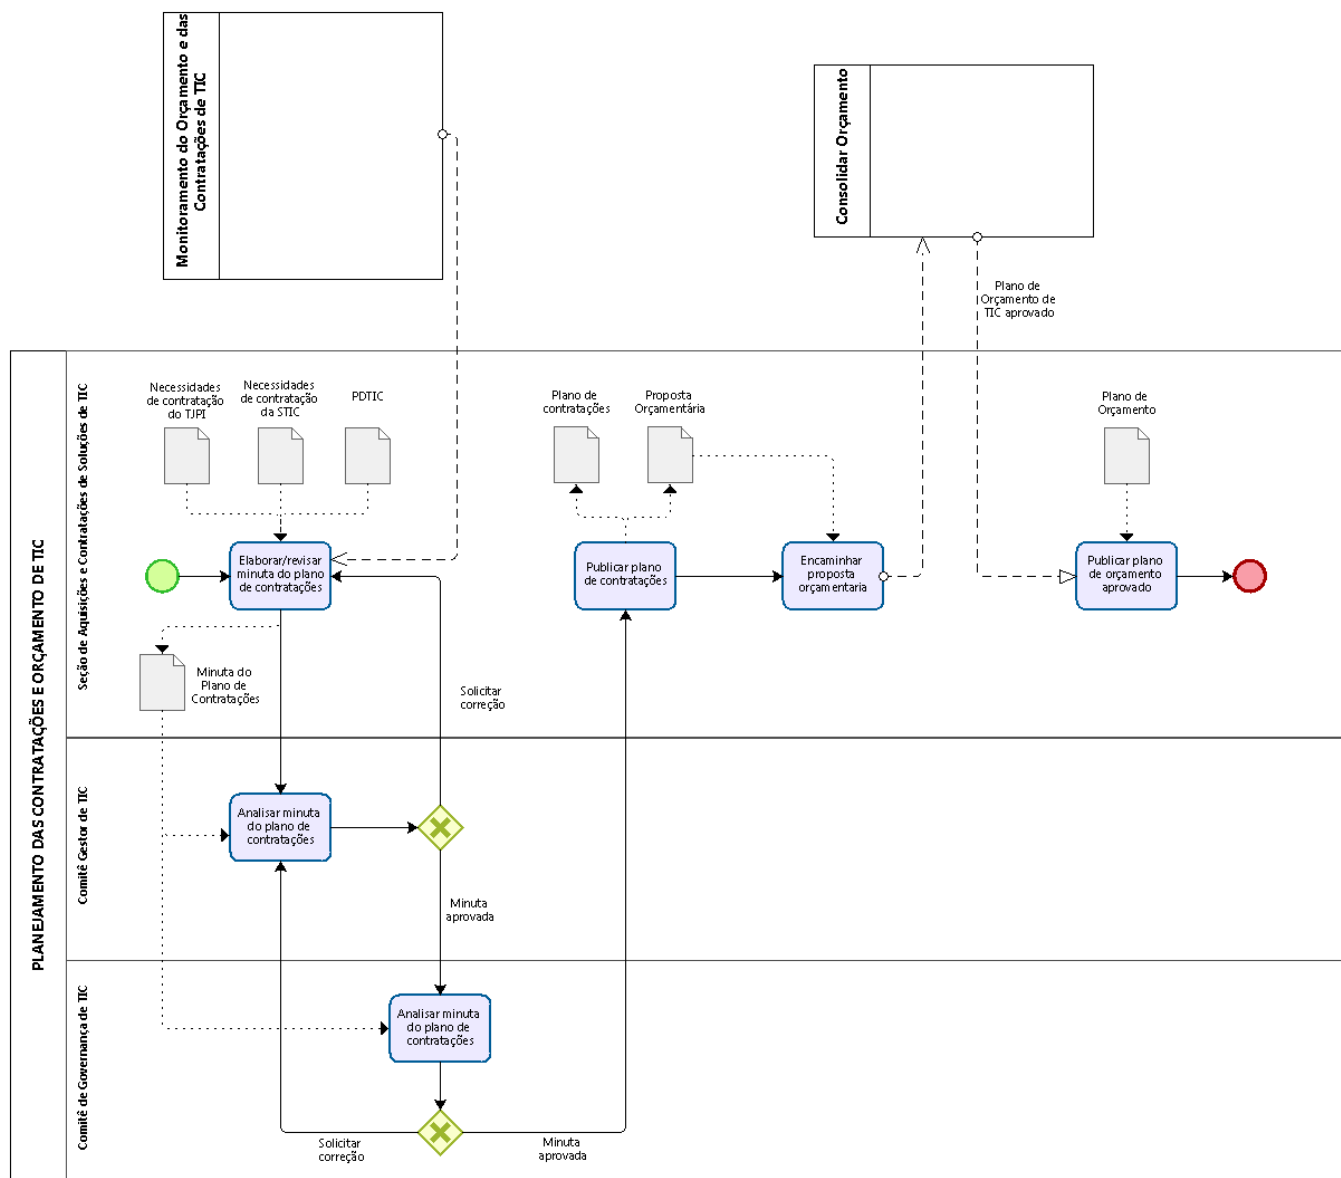 Monitoramento do Orçamento e das
Contratações de TIC
Consolidar Orçamento
Plano de
Orçamento de
TIC aprovado
PLANEJAMENTO DAS CONTRATAÇÕES E ORÇAMENTO DE TIC
Seção de Aquisições e Contratações de Soluções de TIC
Necessidades
de contratação
do TJPI
Necessidades
de contratação
da STIC
PDTIC
Plano de
contratações
Proposta
Orçamentária
Plano de
Orçamento
Elaborar/revisar
minuta do plano
de contratações
Publicar plano
de contratações
Encaminhar
proposta
orçamentaria
Publicar plano
de orçamento
aprovado
Minuta do
Plano de
Contratações
Solicitar
correção
Comitê Gestor de TIC
Analisar minuta
do plano de
contratações
Minuta
aprovada
Comitê de Governança de TIC
Analisar minuta
do plano de
contratações
Solicitar
correção
Minuta
aprovada